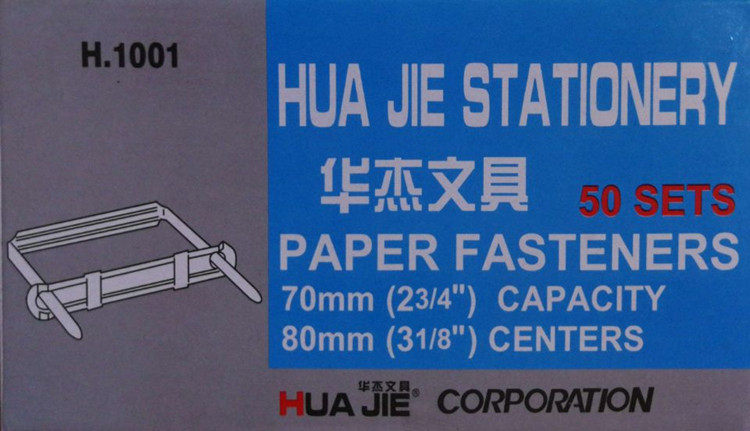 H.1001
HUA JIE STATIONERY
华杰文具
50 SETS
PAPER FASTENERS
70mm (23/4") CAPACITY
80mm (31/8") CENTERS
华杰文具
HUA JIE® CORPORATION